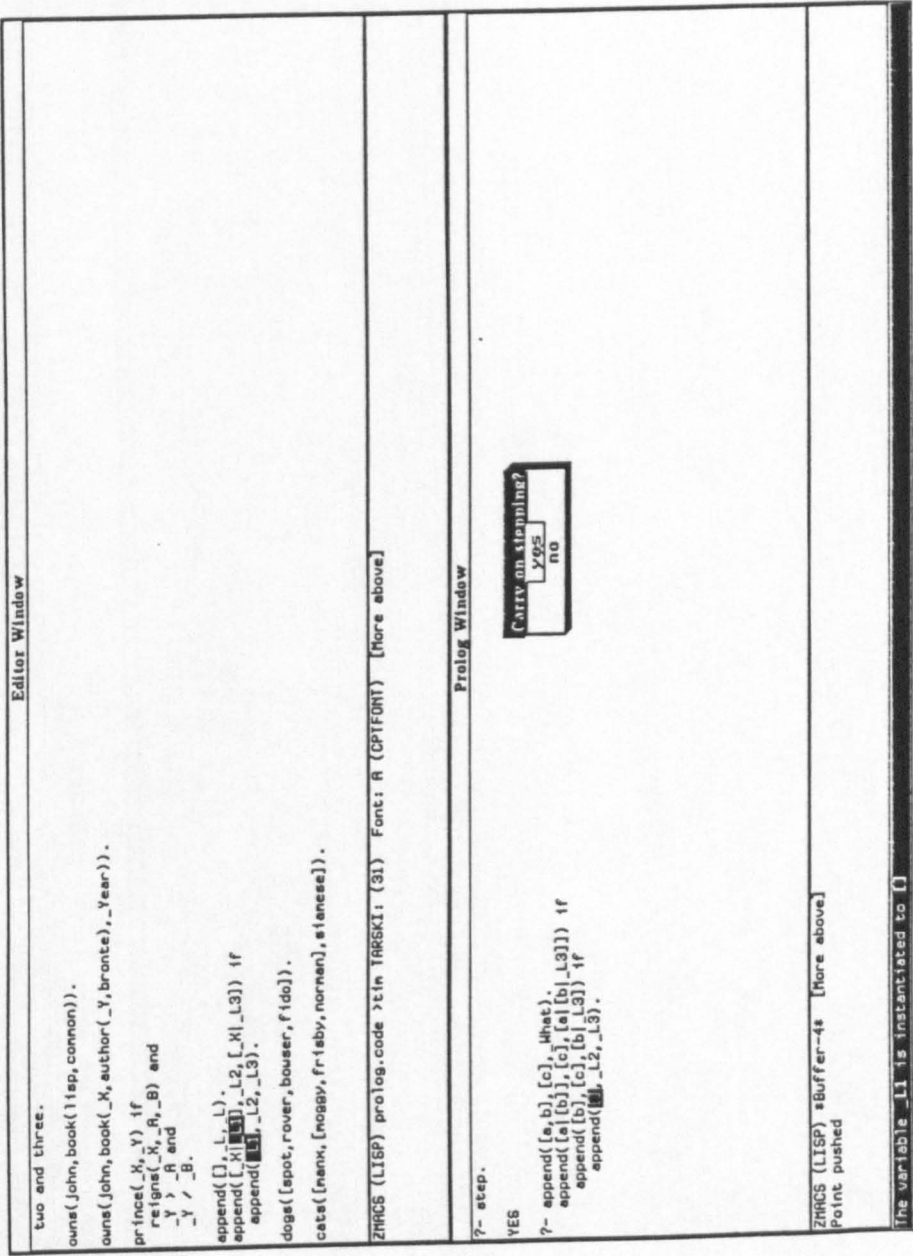 Editor Window
two and three.
owns(john,book(lisp,common)).
owns(john,book(_X,author(_Y,bronte),_Year)).
prince(_X,_Y) if
reigns(_X,_A,_B) and
_Y > _A and
_Y / _B.
append([],_L,_L).
append([_X|_L1],_L2,[_X|_L3]) if
append(_L1,_L2,_L3).
dogs([spot,rover,bowser,fido]).
cats([manx,[moggy,frisby,norman],siamese]).
ZMACS (LISP) prolog.code >tim TARSKI: (31) Font: A (CPTFONT) [More above]
Prolog Window
?- step.
YES
?- append([a,b],[c],_What).
append([a|[b]],[c],[a|[b|_L3]]) if
append([b],[c],[b|_L3]) if
append(,_L2,_L3).
Carry on stepping?
yes
no
ZMACS (LISP) *Buffer-4* [More above]
Point pushed
The variable _L1 is instantiated to []